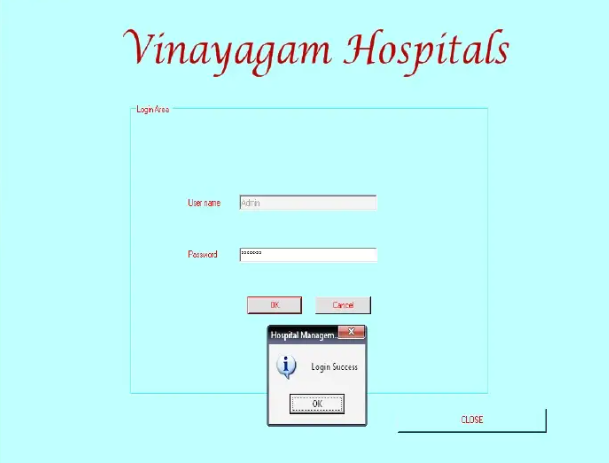 Vinayagam Hospitals
Login Area
User name Admin
Password *******
OK Cancel
Hospital Managem...
Login Success
OK
CLOSE